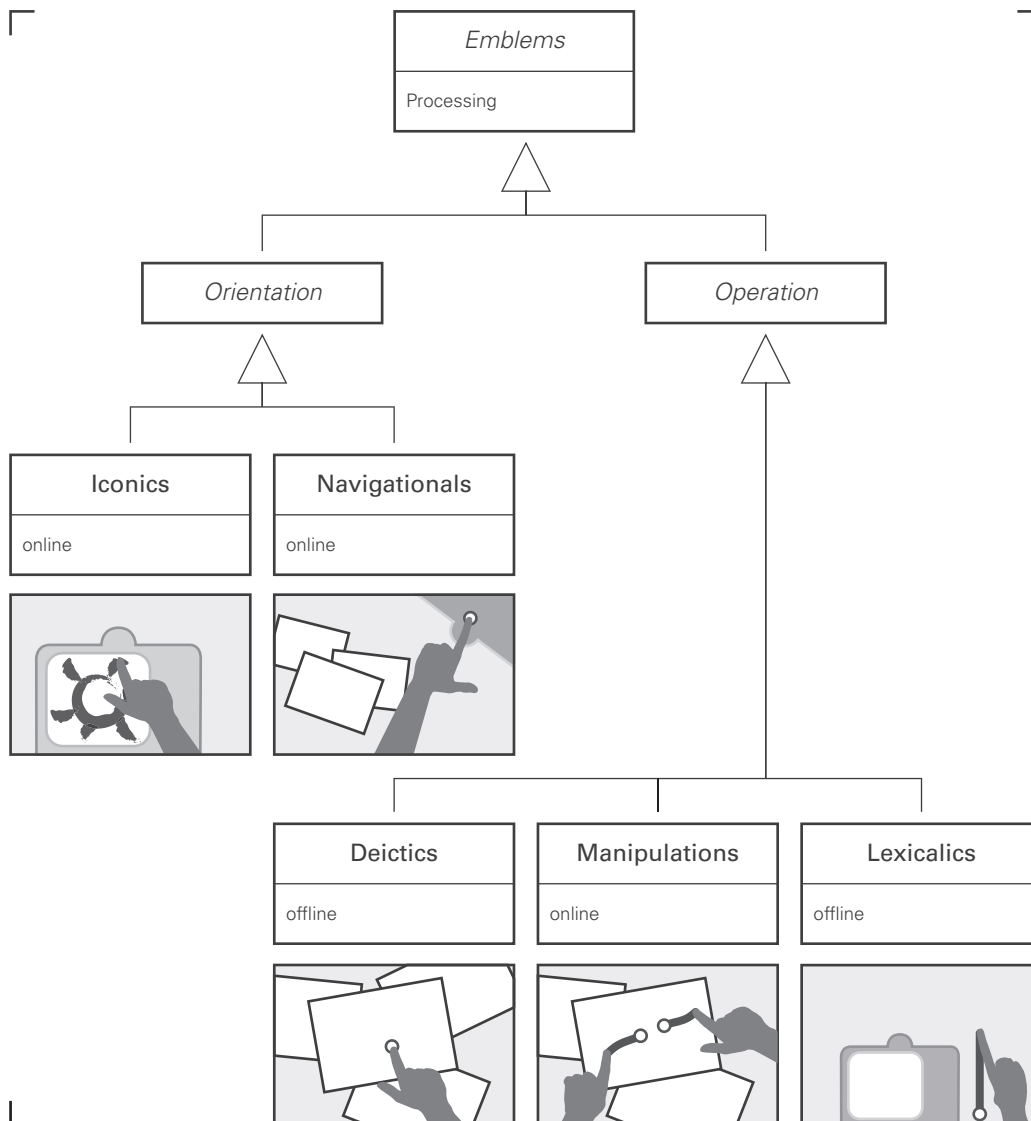 Emblems
Processing
Orientation
Operation
Iconics
Navigationals
online
online
Deictics
Manipulations
Lexicalics
offline
online
offline